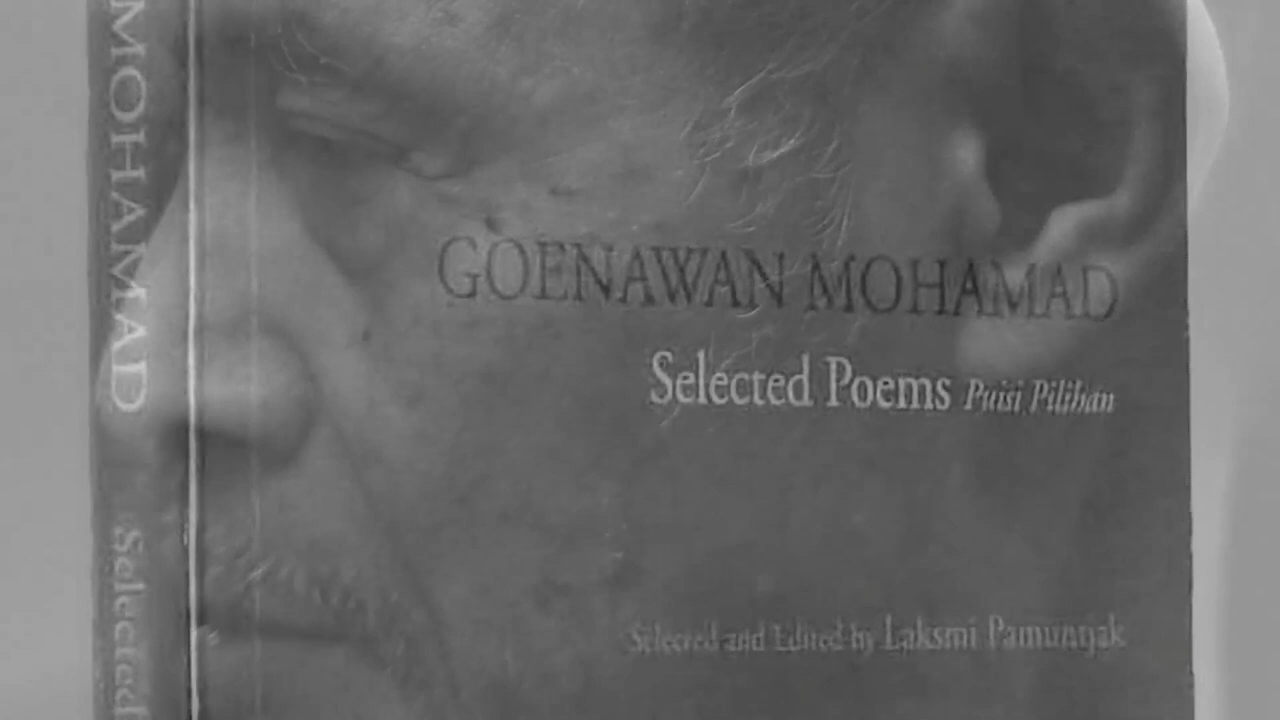 MOHAMAD
Selected
GOENAWAN MOHAMAD
Selected Poems Puisi Pilihan
Selected and Edited by Laksmi Pamuntjak